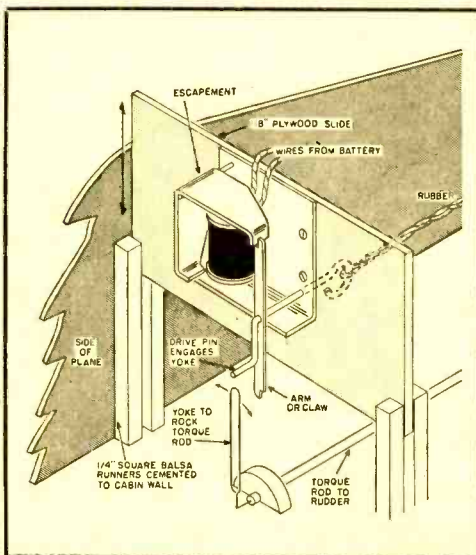 ESCAPEMENT
8" PLYWOOD SLIDE
WIRES FROM BATTERY
RUBBER
SIDE
OF
PLANE
DRIVE PIN
ENGAGES
YOKE
ARM
OR CLAW
YOKE TO
ROCK
TORQUE
ROD
1/4" SQUARE BALSA
RUNNERS CEMENTED
TO CABIN WALL
TORQUE
ROD TO
RUDDER